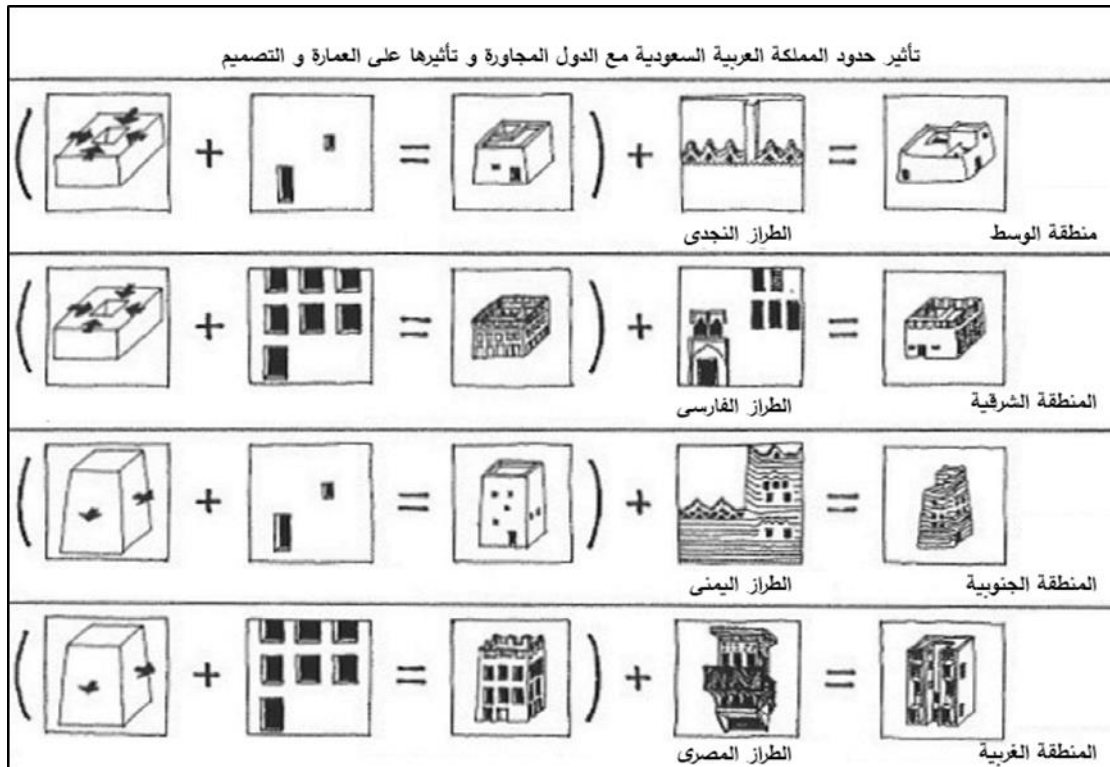 تأثير حدود المملكة العربية السعودية مع الدول المجاورة و تأثيرها على العمارة و التصميم
منطقة الوسط
الطراز النجدى
المنطقة الشرقية
الطراز الفارسى
المنطقة الجنوبية
الطراز اليمنى
المنطقة الغربية
الطراز المصرى